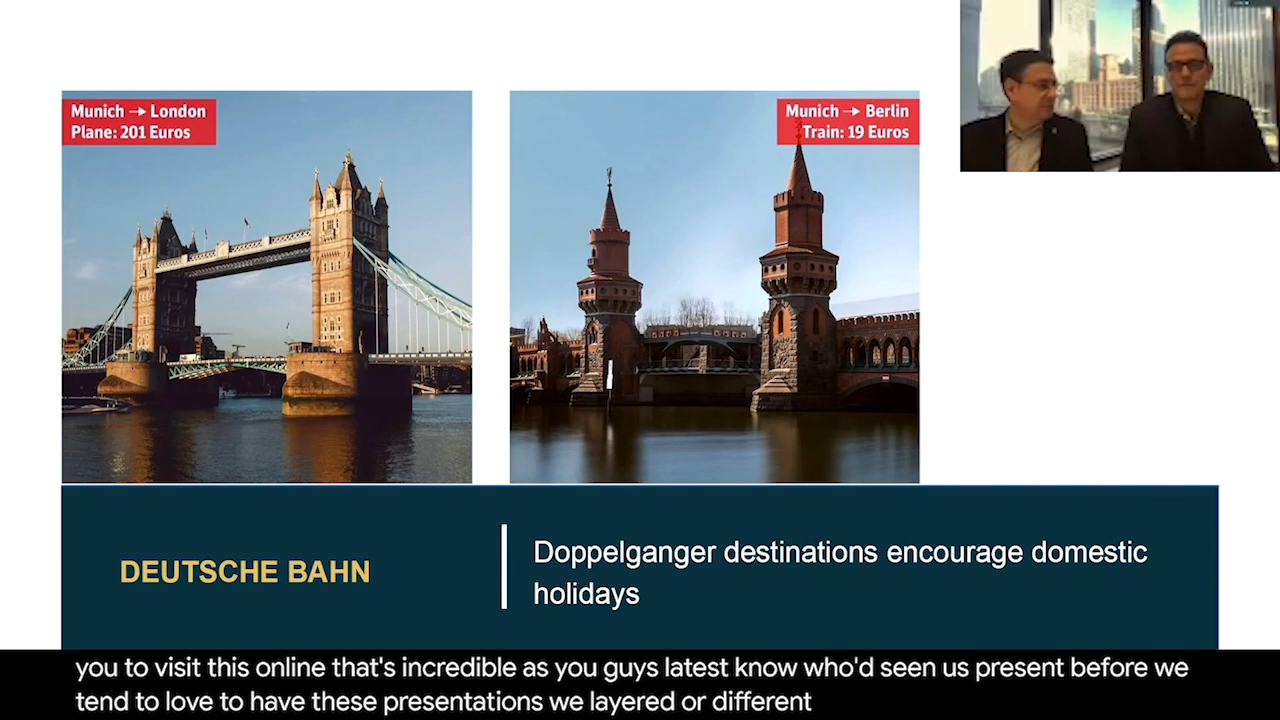 Munich → London
Plane: 201 Euros
Munich → Berlin
Train: 19 Euros
DEUTSCHE BAHN
Doppelganger destinations encourage domestic
holidays
you to visit this online that's incredible as you guys latest know who'd seen us present before we
tend to love to have these presentations we layered or different